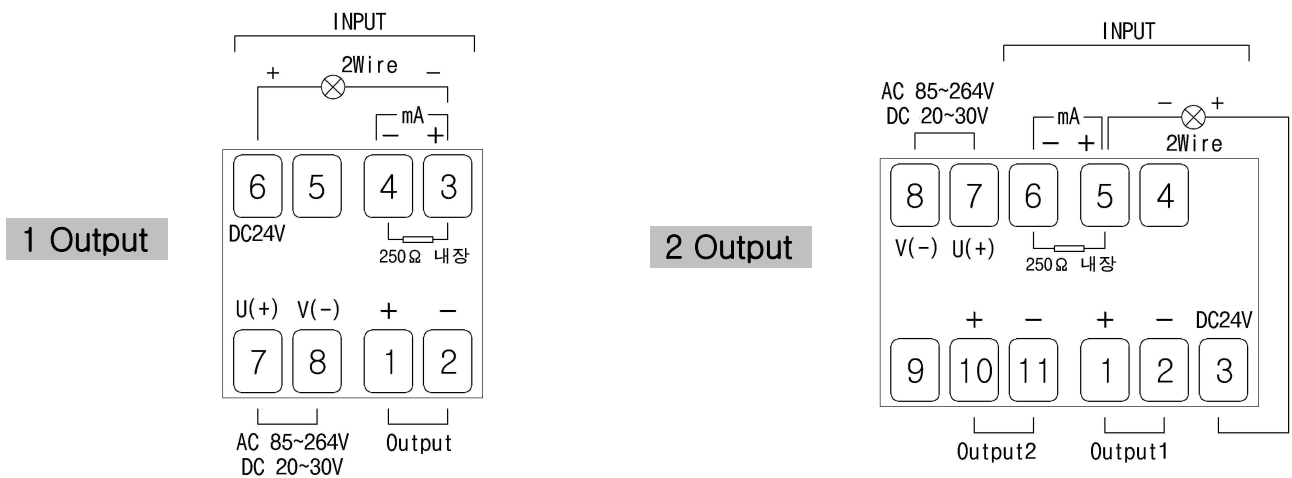 1 Output
INPUT
+ 2Wire −
mA
− +
6 5 4 3
DC24V
250Ω 내장
U(+) V(−) + −
7 8 1 2
AC 85~264V
DC 20~30V
Output
2 Output
INPUT
AC 85~264V
DC 20~30V
mA
− +
− +
2Wire
8 7 6 5 4
V(−) U(+)
250Ω 내장
+ − + − DC24V
9 10 11 1 2 3
Output2 Output1